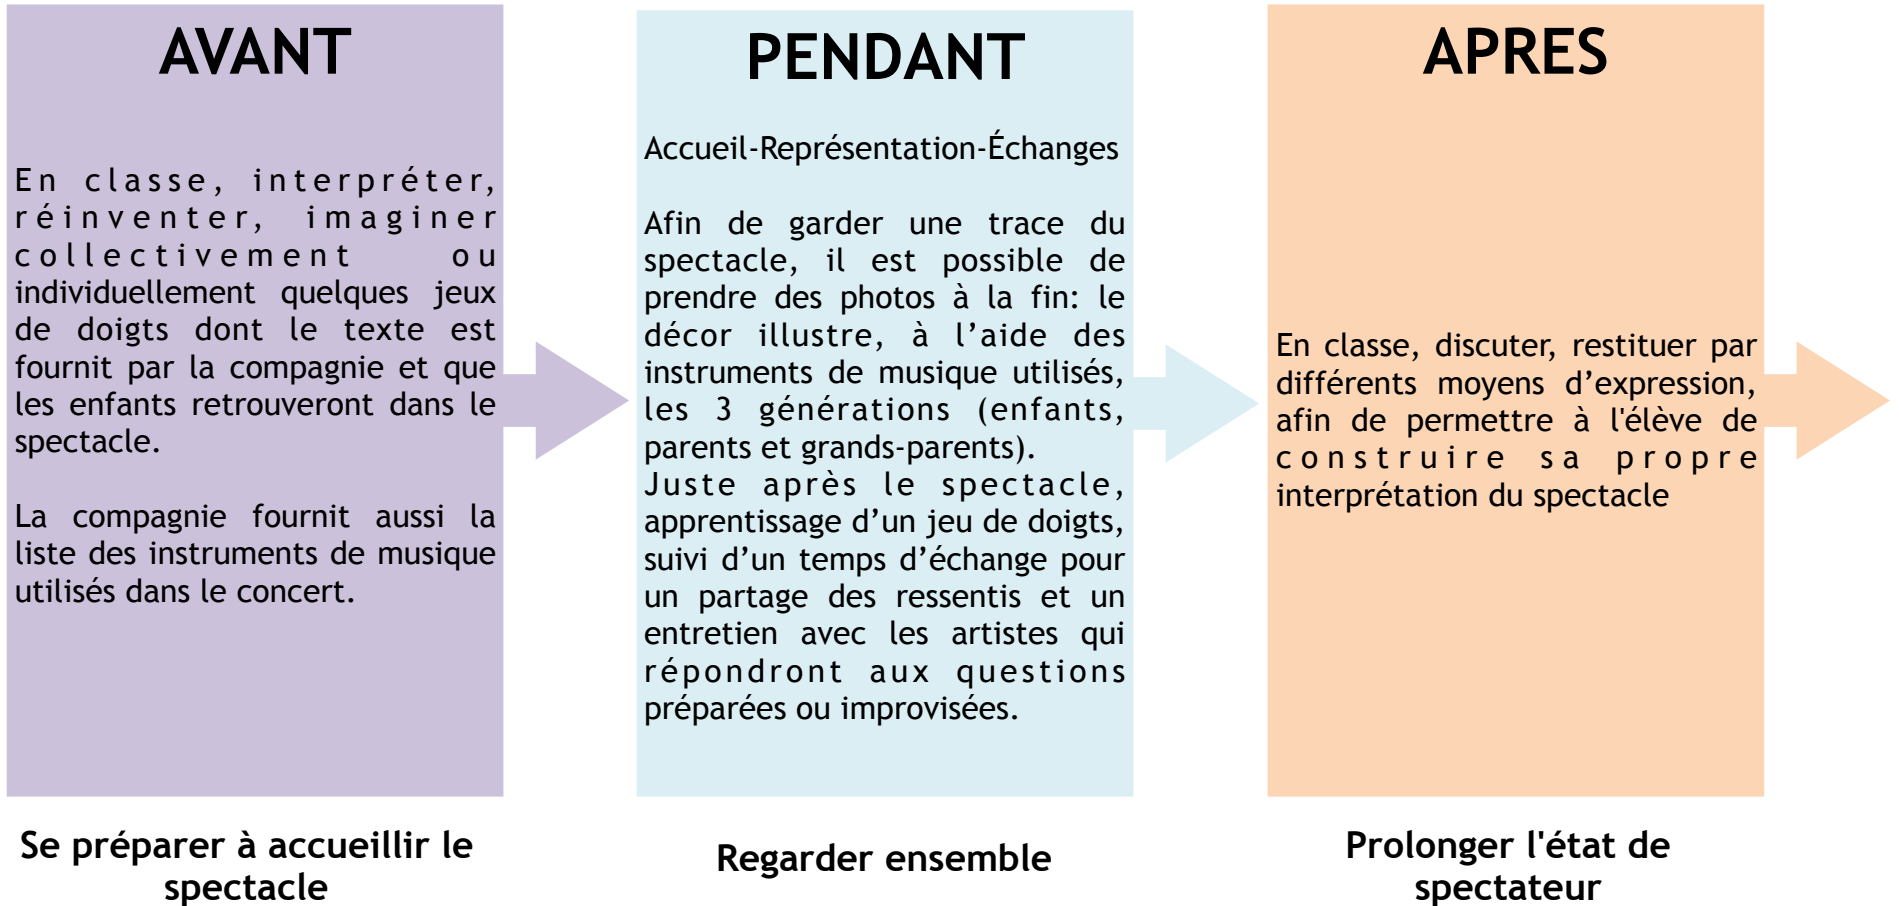 AVANT
En classe, interpréter,
réinventer, imaginer
collectivement ou
individuellement quelques jeux
de doigts dont le texte est
fournit par la compagnie et que
les enfants retrouveront dans le
spectacle.
La compagnie fournit aussi la
liste des instruments de musique
utilisés dans le concert.
Se préparer à accueillir le
spectacle
PENDANT
Accueil-Représentation-Échanges
Afin de garder une trace du
spectacle, il est possible de
prendre des photos à la fin: le
décor illustre, à l’aide des
instruments de musique utilisés,
les 3 générations (enfants,
parents et grands-parents).
Juste après le spectacle,
apprentissage d’un jeu de doigts,
suivi d’un temps d’échange pour
un partage des ressentis et un
entretien avec les artistes qui
répondront aux questions
préparées ou improvisées.
Regarder ensemble
APRES
En classe, discuter, restituer par
différents moyens d’expression,
afin de permettre à l'élève de
construire sa propre
interprétation du spectacle
Prolonger l'état de
spectateur